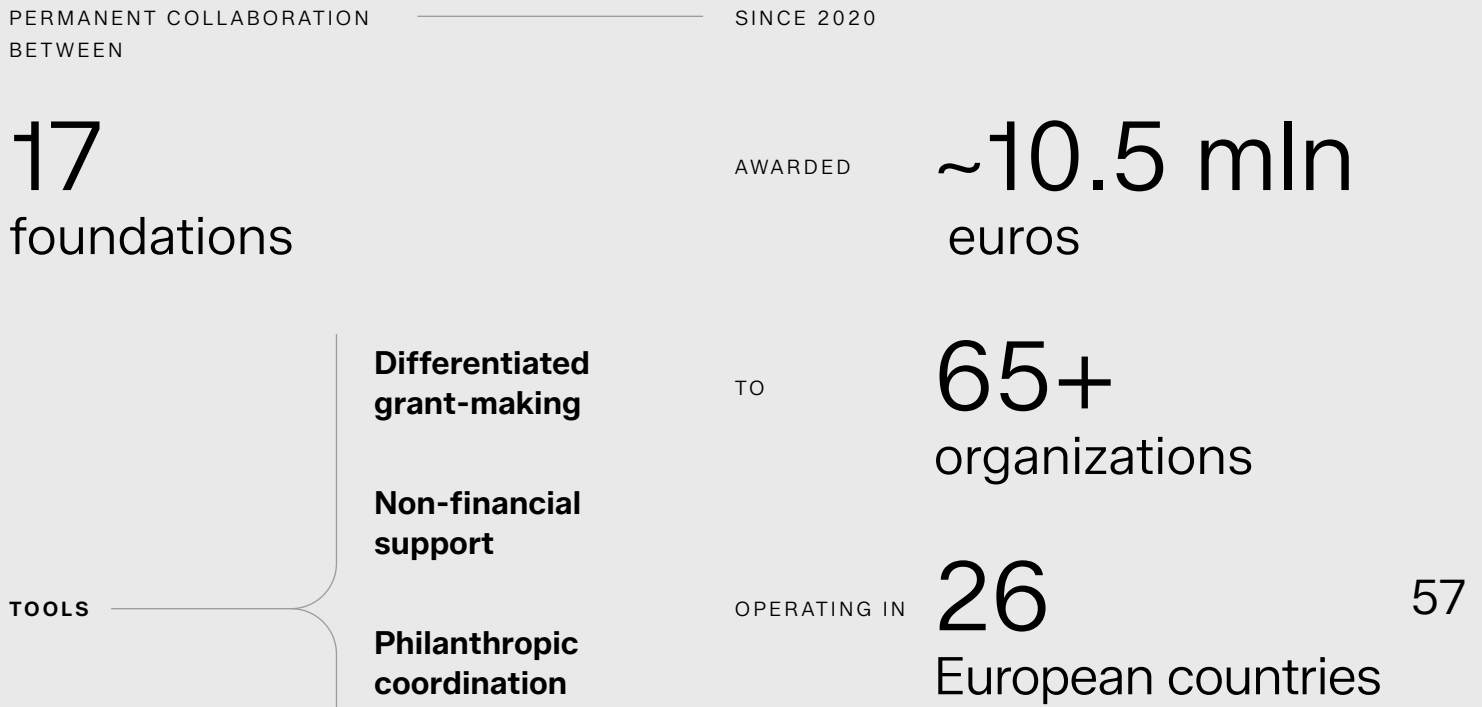 PERMANENT COLLABORATION
BETWEEN
17
foundations
TOOLS
Differentiated
grant-making
Non-financial
support
Philanthropic
coordination
SINCE 2020
AWARDED
~10.5 mln
euros
TO
65+
organizations
OPERATING IN
26
European countries
57